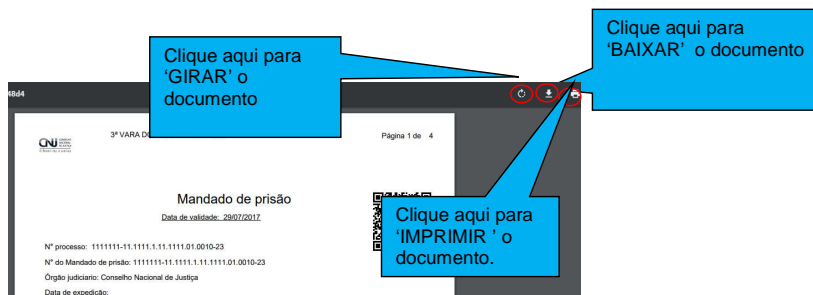 Clique aqui para
‘GIRAR’ o
documento
Clique aqui para
‘BAIXAR’ o documento
48d4
CNJ
3ª VARA D
Página 1 de 4
Mandado de prisão
Data de validade: 29/07/2017
Clique aqui para
‘IMPRIMIR ’ o
documento.
N° processo: 1111111-11.1111.1.11.1111.01.0010-23
N° do Mandado de prisão: 1111111-11.1111.1.11.1111.01.0010-23
Órgão judiciario: Conselho Nacional de Justiça
Data de expedição: